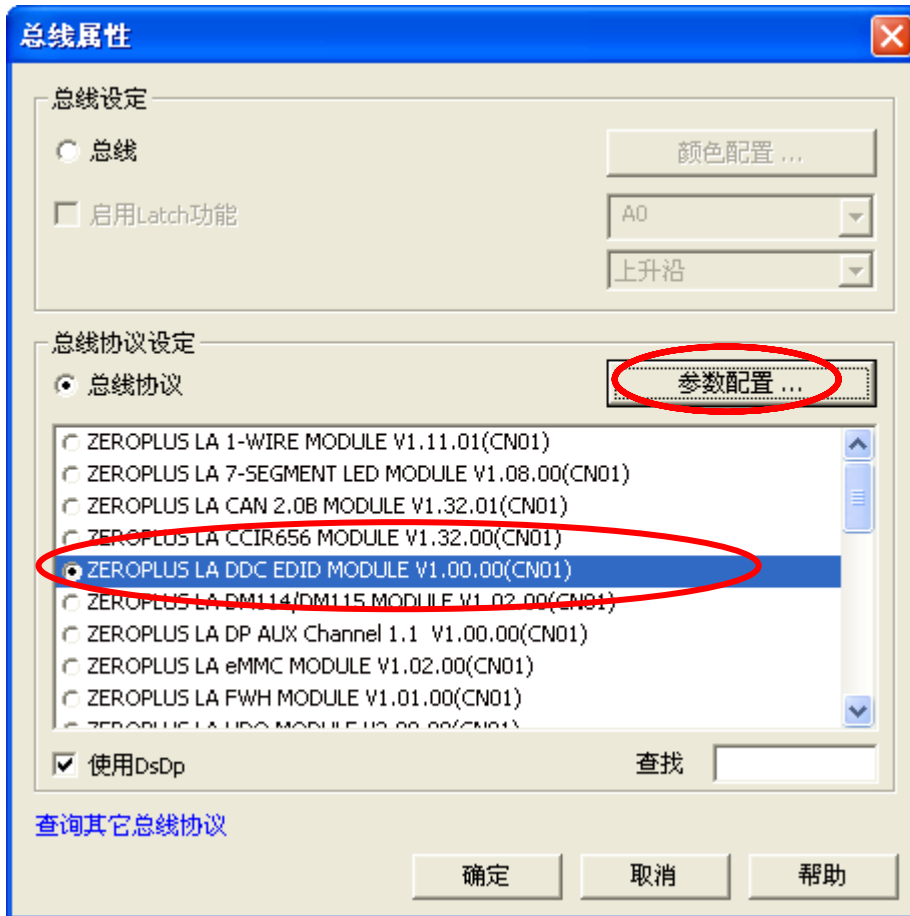 总线属性
总线设定
总线
颜色配置 ...
启用Latch功能
A0
上升沿
总线协议设定
总线协议
参数配置 ...
ZEROPLUS LA 1-WIRE MODULE V1.11.01(CN01)
ZEROPLUS LA 7-SEGMENT LED MODULE V1.08.00(CN01)
ZEROPLUS LA CAN 2.0B MODULE V1.32.01(CN01)
ZEROPLUS LA CCIR656 MODULE V1.32.00(CN01)
ZEROPLUS LA DDC EDID MODULE V1.00.00(CN01)
ZEROPLUS LA DM114/DM115 MODULE V1.02.00(CN01)
ZEROPLUS LA DP AUX Channel 1.1 V1.00.00(CN01)
ZEROPLUS LA eMMC MODULE V1.02.00(CN01)
ZEROPLUS LA FWH MODULE V1.01.00(CN01)
ZEROPLUS LA
使用DsDp
查找
查询其它总线协议
确定
取消
帮助